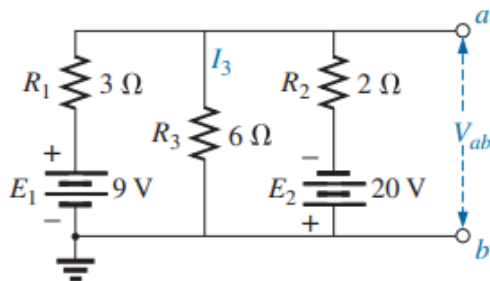 a
I3
R1 3 Ω
R2 2 Ω
R3 6 Ω
Vab
+
−
E1 9 V
E2 20 V
−
+
b